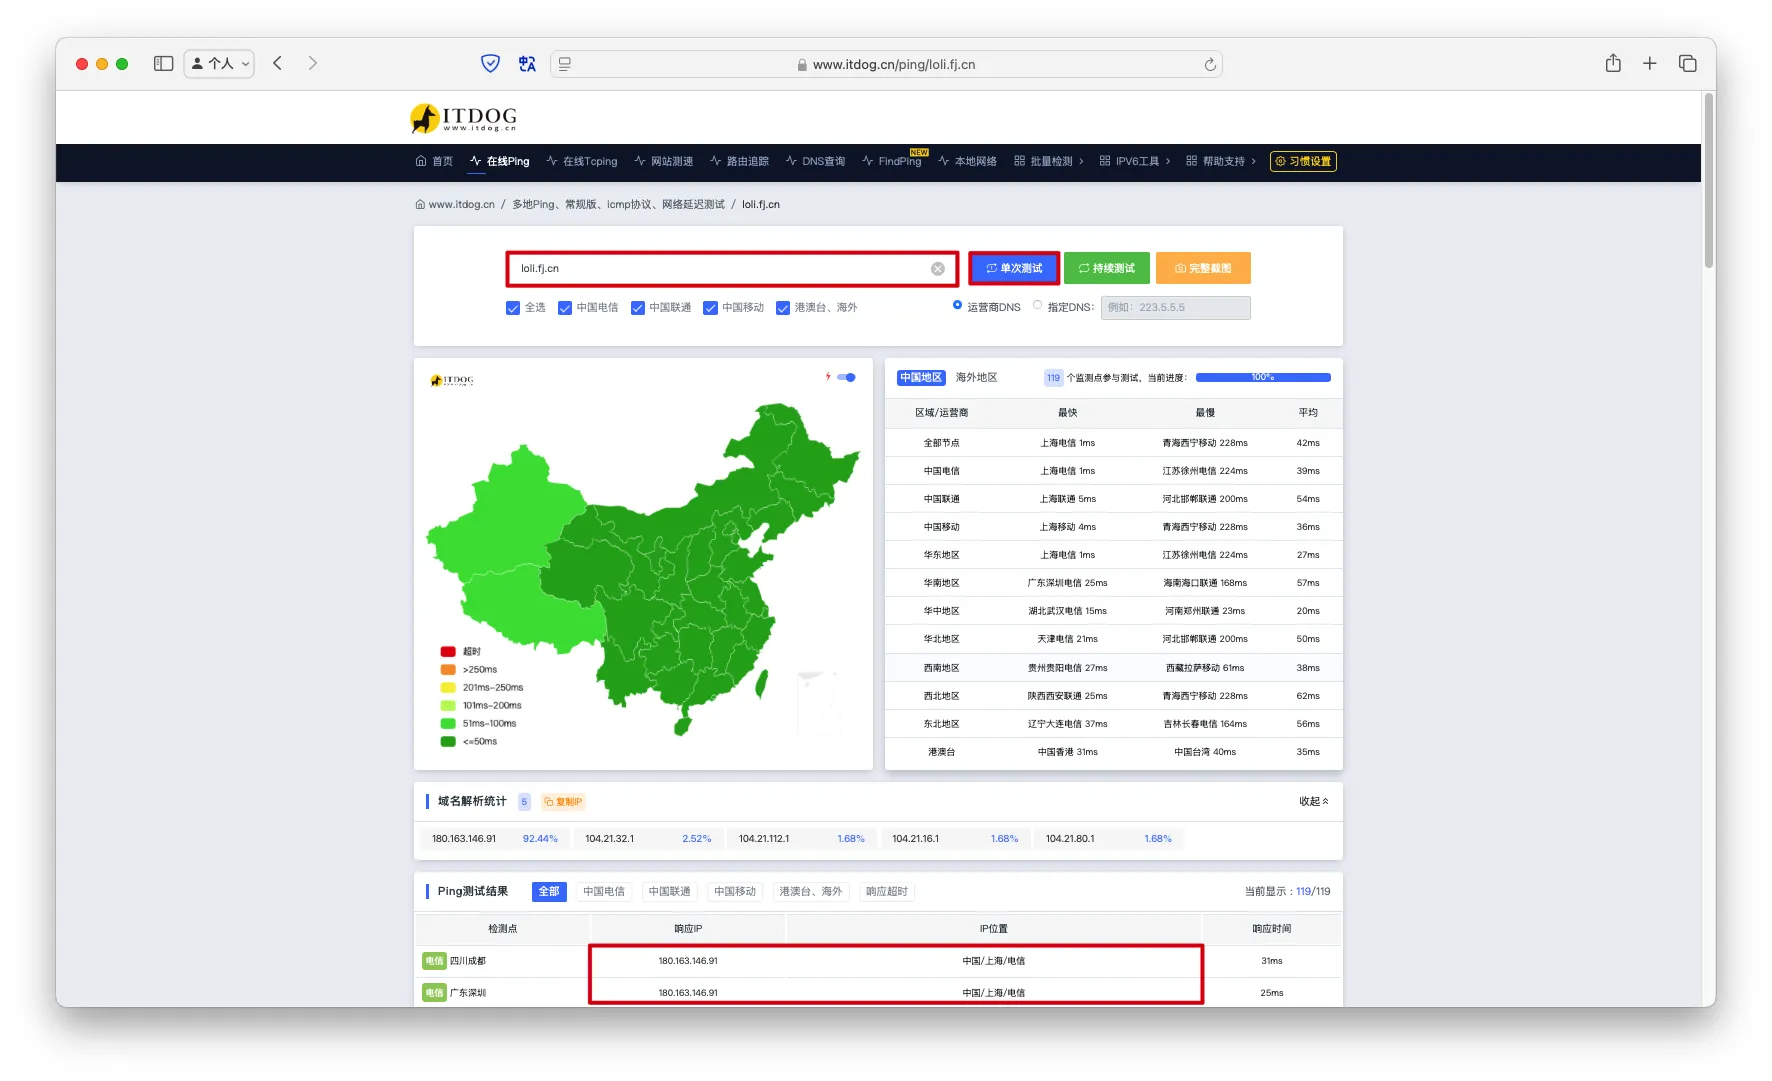 个人
www.itdog.cn/ping/loli.fj.cn
ITDOG
www.itdog.cn
首页 在线Ping 在线Tcping 网站测速 路由追踪 DNS查询 FindPing NEW 本地网络 批量检测 IPV6工具 帮助支持 习惯设置
www.itdog.cn / 多地Ping、常规版、icmp协议、网络延迟测试 / loli.fj.cn
loli.fj.cn 单次测试 持续测试 完整截图
全选 中国电信 中国联通 中国移动 港澳台、海外 运营商DNS 指定DNS: 例如: 223.5.5.5
ITDOG
超时
>250ms
201ms-250ms
101ms-200ms
51ms-100ms
<=50ms
中国地区 海外地区 119 个监测点参与测试，当前进度: 100%
区域/运营商 最快 最慢 平均
全部节点 上海电信 1ms 青海西宁移动 228ms 42ms
中国电信 上海电信 1ms 江苏徐州电信 224ms 39ms
中国联通 上海联通 5ms 河北邯郸联通 200ms 54ms
中国移动 上海移动 4ms 青海西宁移动 228ms 36ms
华东地区 上海电信 1ms 江苏徐州电信 224ms 27ms
华南地区 广东深圳电信 25ms 海南海口联通 168ms 57ms
华中地区 湖北武汉电信 15ms 河南郑州联通 23ms 20ms
华北地区 天津电信 21ms 河北邯郸联通 200ms 50ms
西南地区 贵州贵阳电信 27ms 西藏拉萨移动 61ms 38ms
西北地区 陕西西安联通 25ms 青海西宁移动 228ms 62ms
东北地区 辽宁大连电信 37ms 吉林长春电信 164ms 56ms
港澳台 中国香港 31ms 中国台湾 40ms 35ms
域名解析统计 5 复制IP 收起
180.163.146.91 92.44% 104.21.32.1 2.52% 104.21.112.1 1.68% 104.21.16.1 1.68% 104.21.80.1 1.68%
Ping测试结果 全部 中国电信 中国联通 中国移动 港澳台、海外 响应超时 当前显示：119/119
检测点 响应IP IP位置 响应时间
电信 四川成都 180.163.146.91 中国/上海/电信 31ms
电信 广东深圳 180.163.146.91 中国/上海/电信 25ms